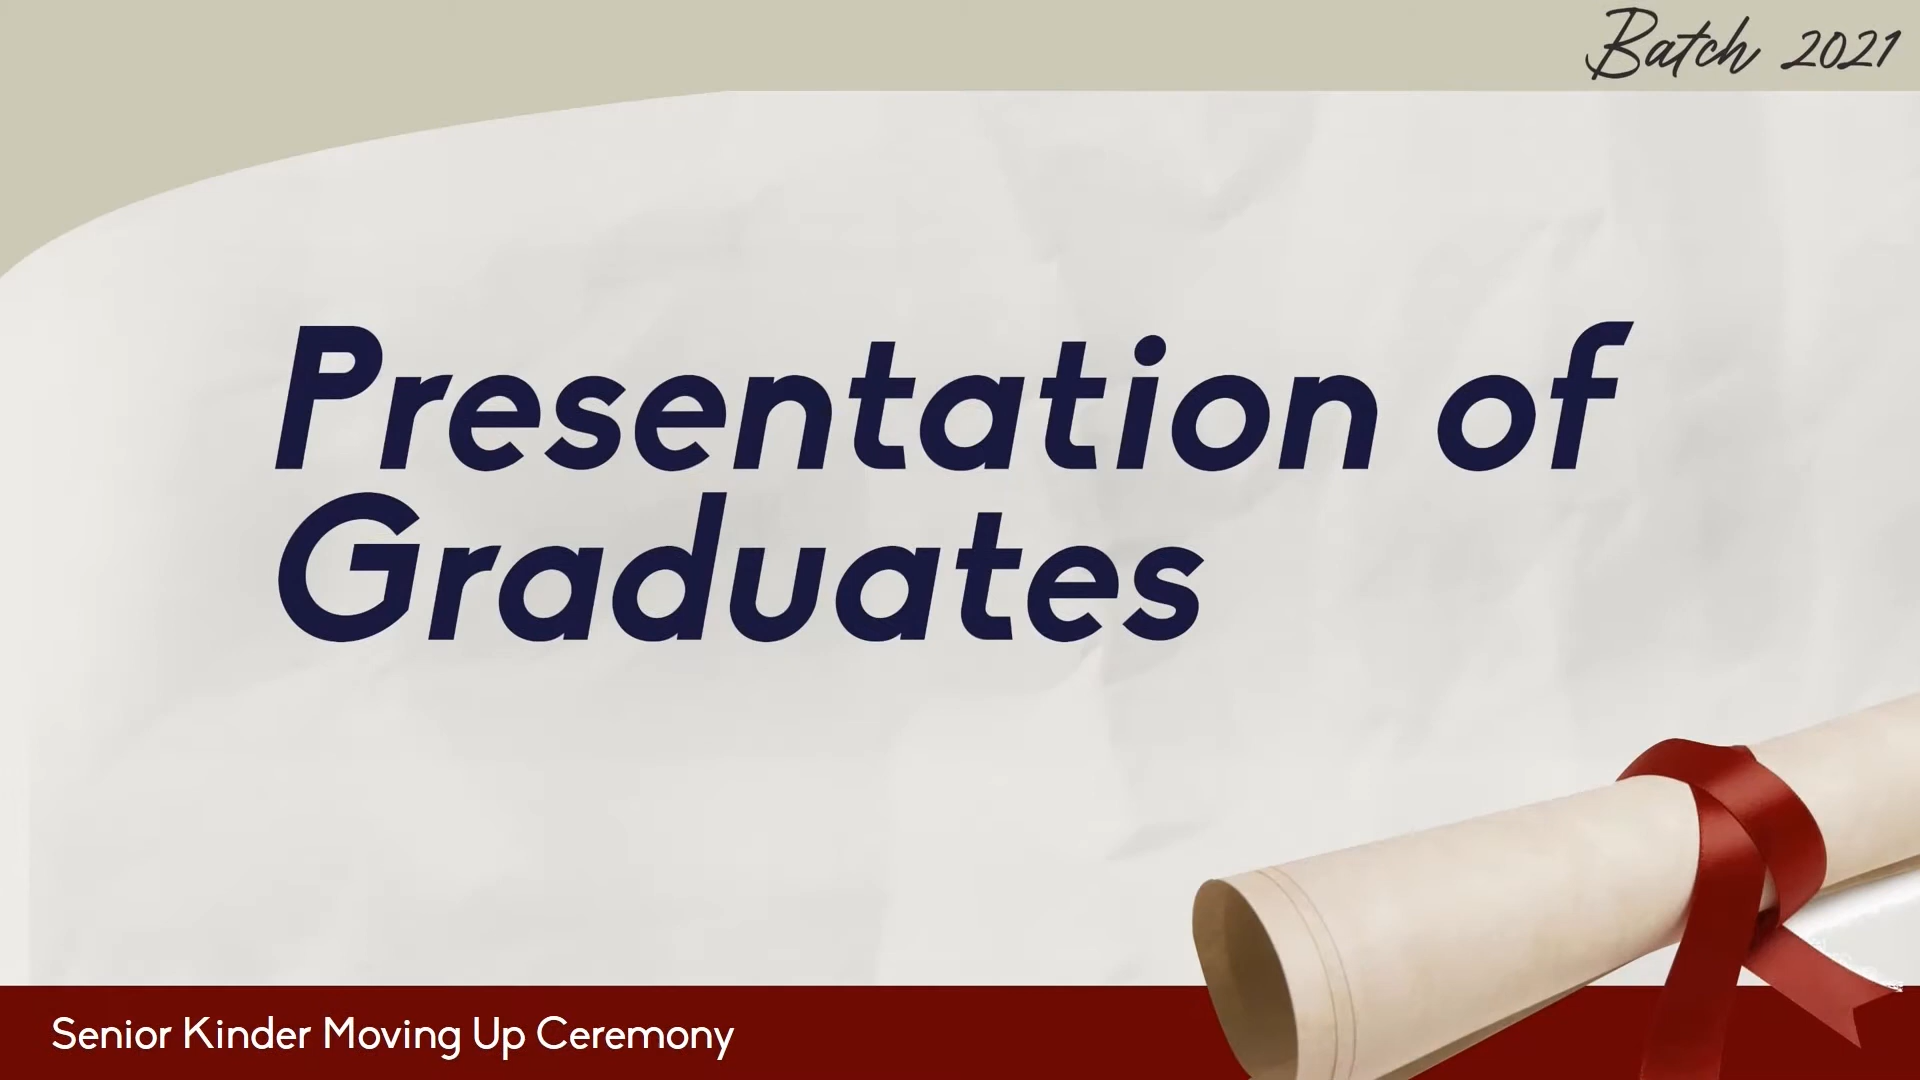 Batch 2021
Presentation of
Graduates
Senior Kinder Moving Up Ceremony